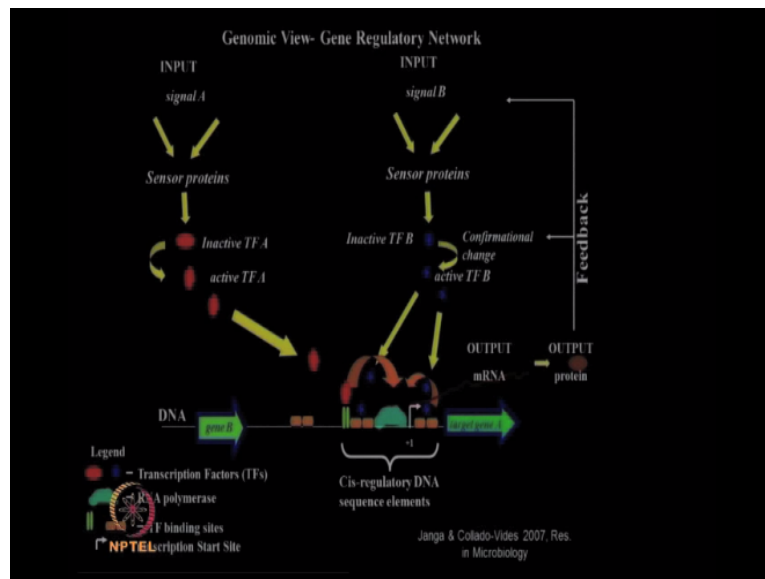 Genomic View- Gene Regulatory Network
INPUT
signal A
INPUT
signal B
Sensor proteins
Sensor proteins
Inactive TF A
Inactive TF B
Confirmational
change
active TF A
active TF B
Feedback
OUTPUT
mRNA
OUTPUT
protein
DNA
gene B
-1
target gene A
Legend
– Transcription Factors (TFs)
RNA polymerase
TF binding sites
Transcription Start Site
NPTEL
Cis-regulatory DNA
sequence elements
Janga & Collado-Vides 2007, Res.
in Microbiology